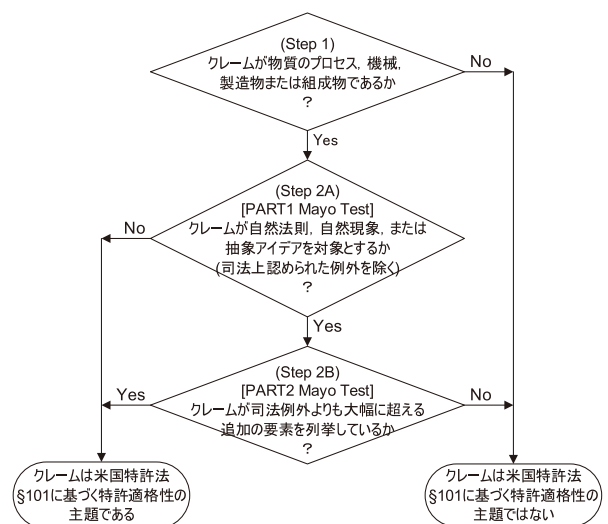 (Step 1)
クレームが物質のプロセス，機械，
製造物または組成物であるか
？
No
Yes
(Step 2A)
[PART1 Mayo Test]
クレームが自然法則，自然現象，または
抽象アイデアを対象とするか
(司法上認められた例外を除く)
？
No
Yes
(Step 2B)
[PART2 Mayo Test]
クレームが司法例外よりも大幅に超える
追加の要素を列挙しているか
？
Yes
No
クレームは米国特許法
§101に基づく特許適格性の
主題である
クレームは米国特許法
§101に基づく特許適格性の
主題ではない